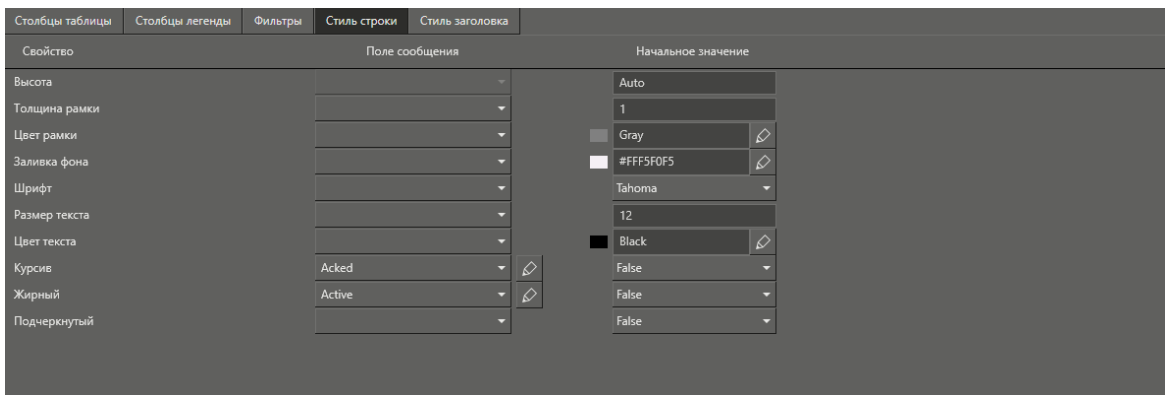 Столбцы таблицы Столбцы легенды Фильтры Стиль строки Стиль заголовка
Свойство Поле сообщения Начальное значение
Высота Auto
Толщина рамки 1
Цвет рамки Gray
Заливка фона #FFF5F0F5
Шрифт Tahoma
Размер текста 12
Цвет текста Black
Курсив Acked False
Жирный Active False
Подчеркнутый False